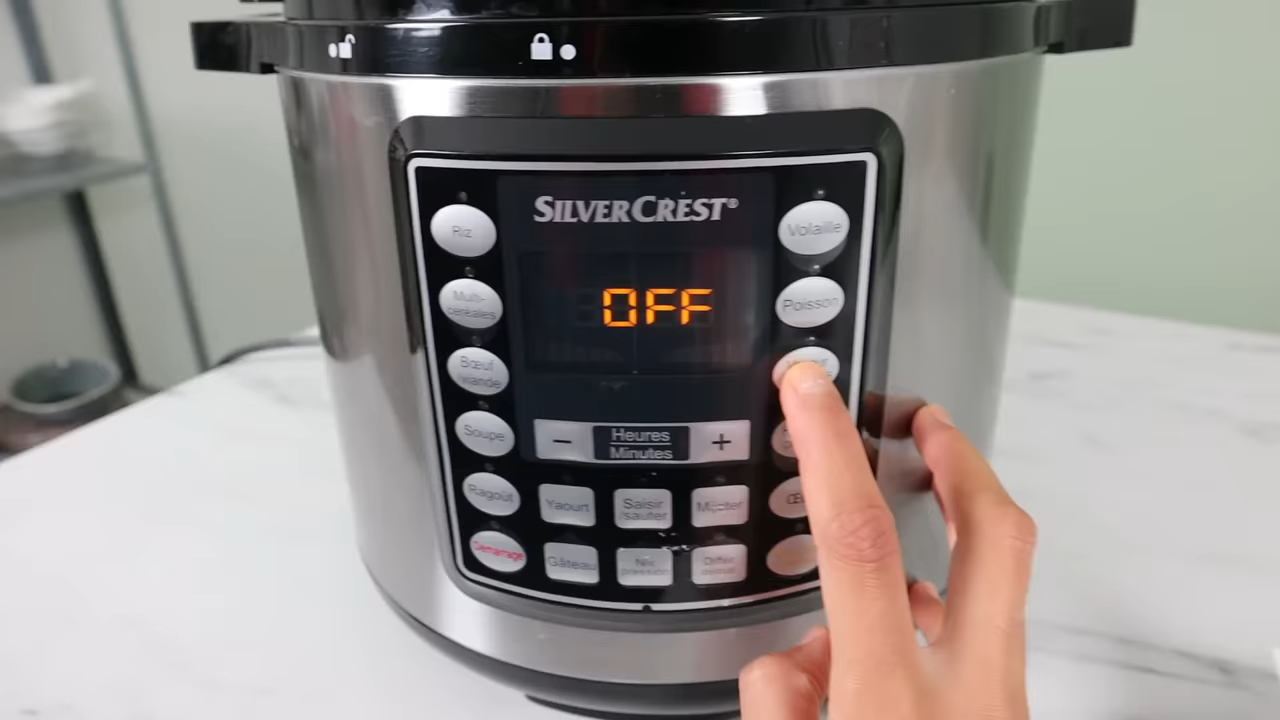 SILVERCREST®
Riz
Volaille
Multi-
céréales
OFF
Poisson
Bœuf
viande
Soupe
−
Heures
Minutes
+
Ragoût
Yaourt
Saisir
/sauter
Mijoter
Démarrage
Gâteau
pression